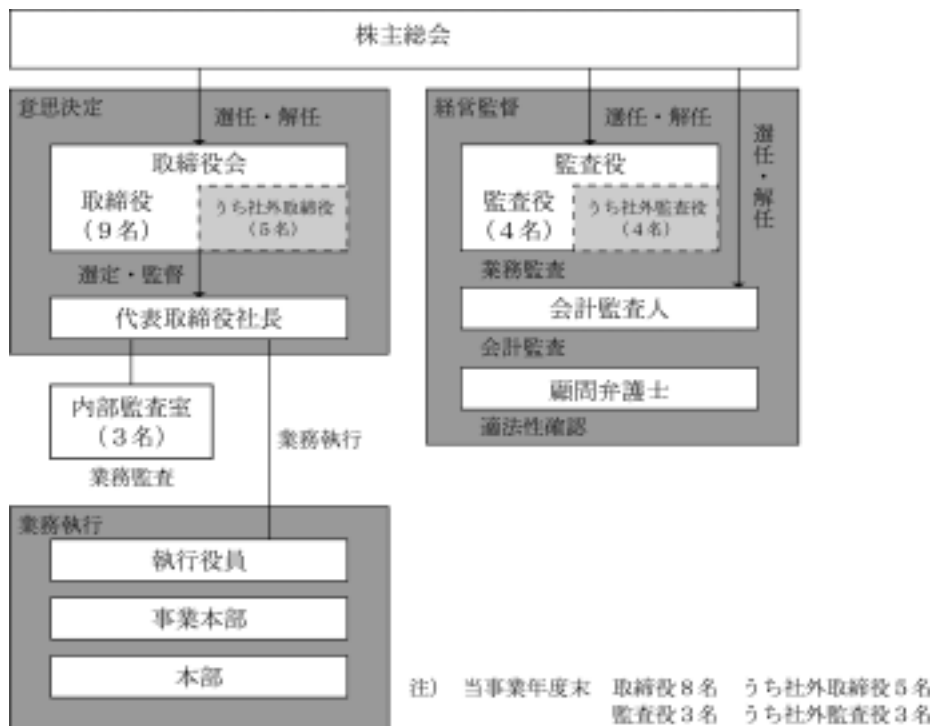 株主総会
意思決定
選任・解任
取締役会
取締役
（９名）
うち社外取締役
（５名）
選定・監督
代表取締役社長
内部監査室
（３名）
業務監査
業務執行
業務執行
執行役員
事業本部
本部
経営監督
選任・解任
選任・解任
監査役
監査役
（４名）
うち社外監査役
（４名）
業務監査
会計監査人
会計監査
顧問弁護士
適法性確認
注） 当事業年度末 取締役８名 うち社外取締役５名
監査役３名 うち社外監査役３名